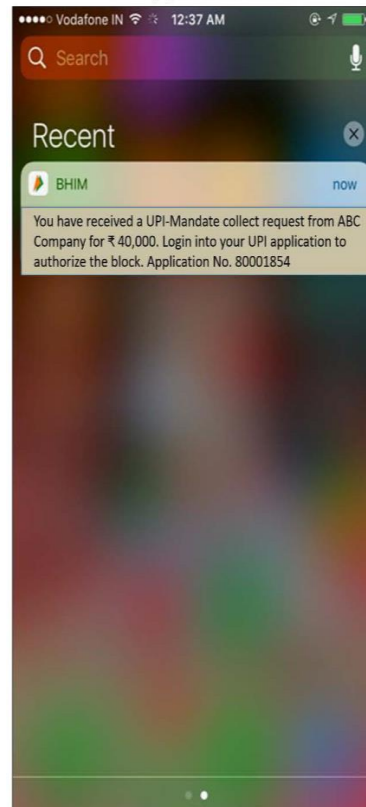 Vodafone IN 12:37 AM
Search
Recent
BHIM now
You have received a UPI-Mandate collect request from ABC
Company for ₹ 40,000. Login into your UPI application to
authorize the block. Application No. 80001854